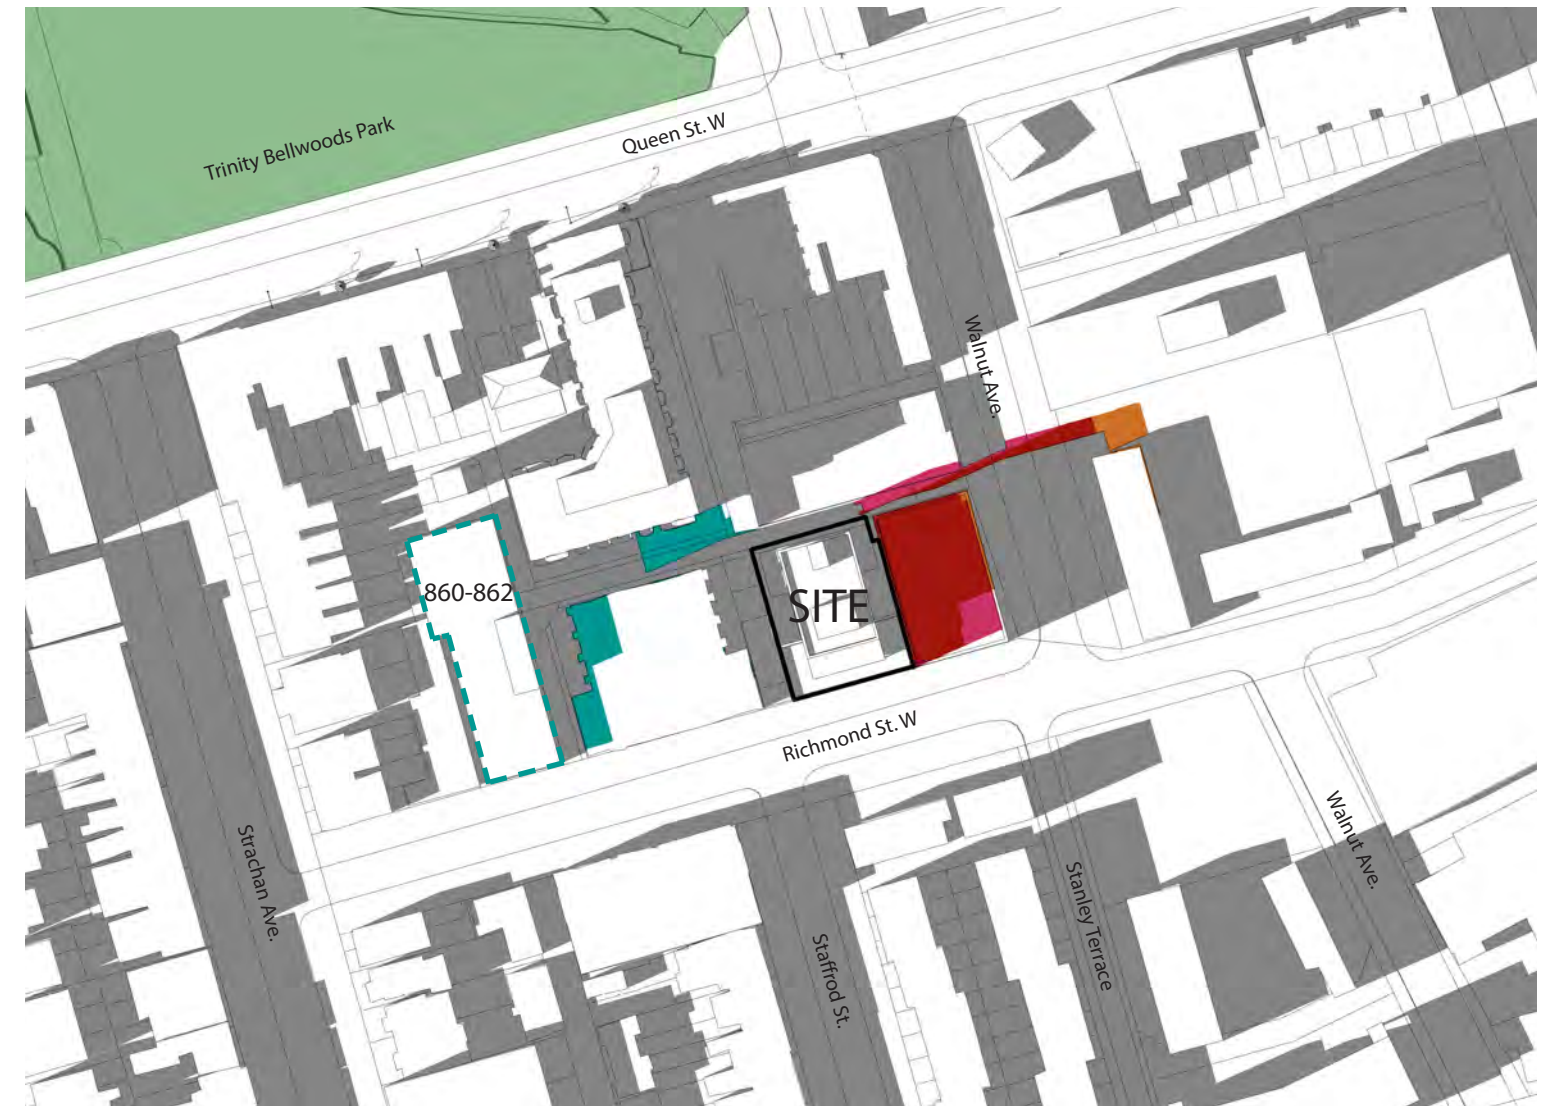 Trinity Bellwoods Park
Queen St. W
Walnut Ave.
860-862
SITE
Richmond St. W
Strachan Ave.
Staffrod St.
Stanley Terrace
Walnut Ave.